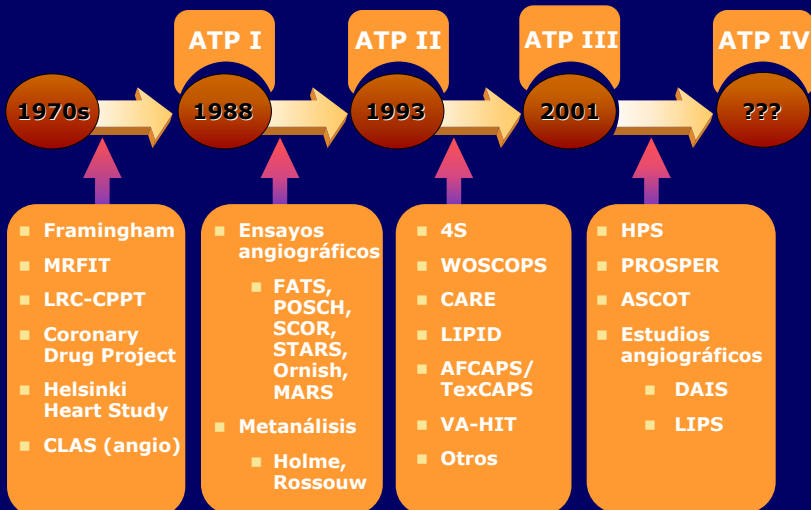 ATP I
ATP II
ATP III
ATP IV
1970s
1988
1993
2001
???
Framingham
MRFIT
LRC-CPPT
Coronary
Drug Project
Helsinki
Heart Study
CLAS (angio)
Ensayos
angiográficos
FATS,
POSCH,
SCOR,
STARS,
Ornish,
MARS
Metanálisis
Holme,
Rossouw
4S
WOSCOPS
CARE
LIPID
AFCAPS/
TexCAPS
VA-HIT
Otros
HPS
PROSPER
ASCOT
Estudios
angiográficos
DAIS
LIPS